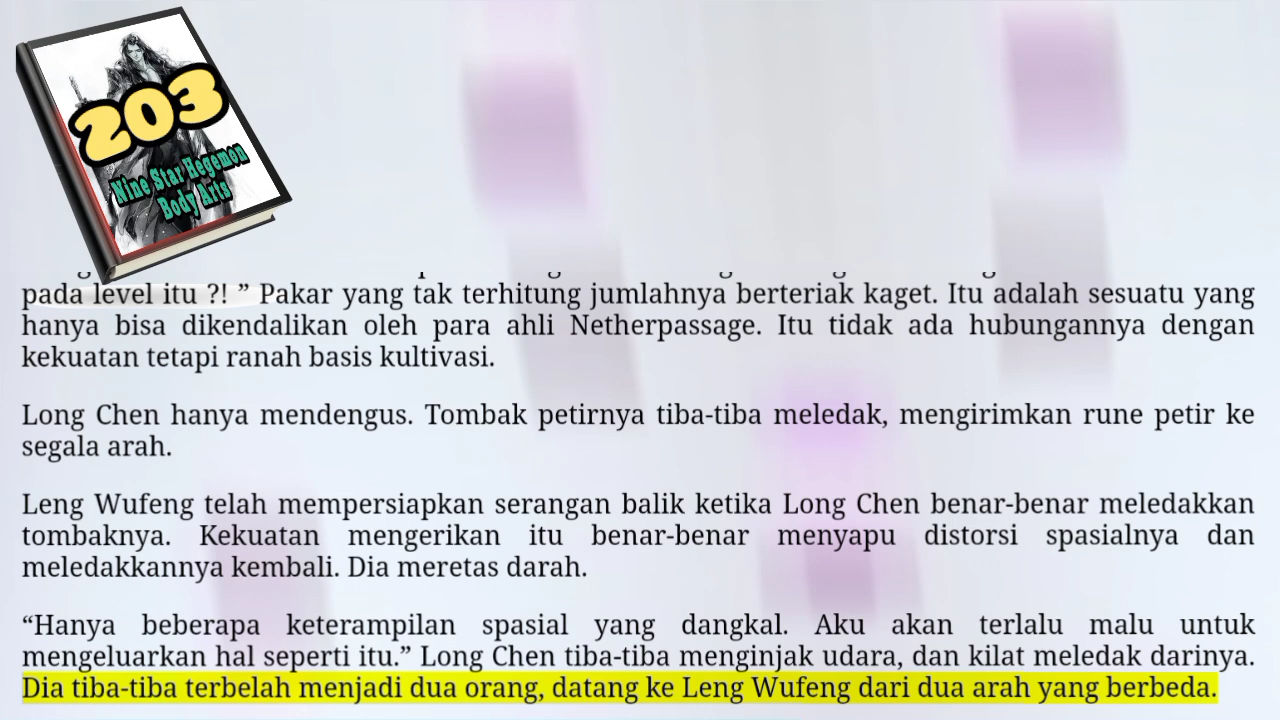 203
Nine Star Hegemon
Body Arts
pada level itu ?! ” Pakar yang tak terhitung jumlahnya berteriak kaget. Itu adalah sesuatu yang
hanya bisa dikendalikan oleh para ahli Netherpassage. Itu tidak ada hubungannya dengan
kekuatan tetapi ranah basis kultivasi.
Long Chen hanya mendengus. Tombak petirnya tiba-tiba meledak, mengirimkan rune petir ke
segala arah.
Leng Wufeng telah mempersiapkan serangan balik ketika Long Chen benar-benar meledakkan
tombaknya. Kekuatan mengerikan itu benar-benar menyapu distorsi spasialnya dan
meledakkannya kembali. Dia meretas darah.
“Hanya beberapa keterampilan spasial yang dangkal. Aku akan terlalu malu untuk
mengeluarkan hal seperti itu.” Long Chen tiba-tiba menginjak udara, dan kilat meledak darinya.
Dia tiba-tiba terbelah menjadi dua orang, datang ke Leng Wufeng dari dua arah yang berbeda.